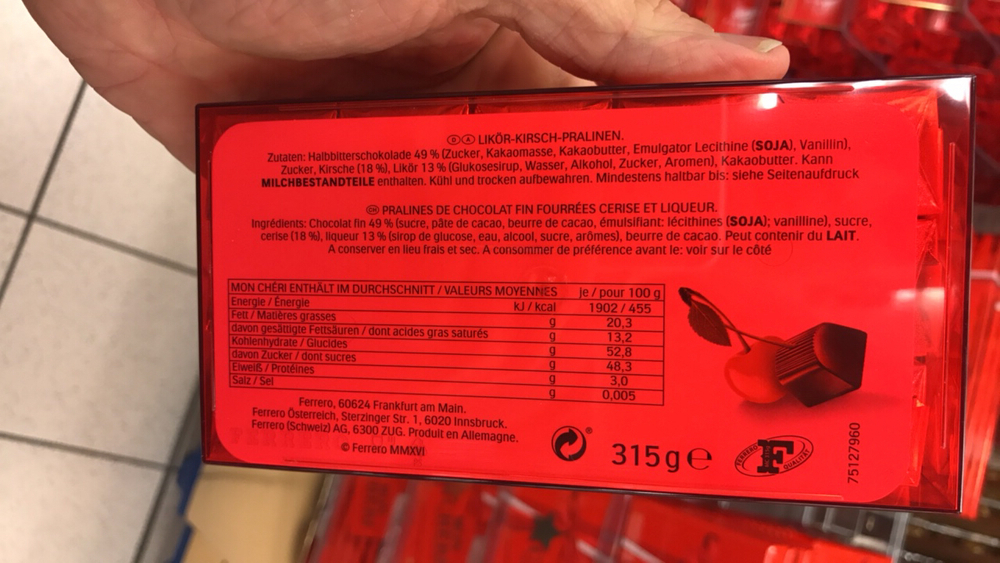 D A LIKÖR-KIRSCH-PRALINEN.
Zutaten: Halbbitterschokolade 49 % (Zucker, Kakaomasse, Kakaobutter, Emulgator Lecithine (SOJA), Vanillin),
Zucker, Kirsche (18 %), Likör 13 % (Glukosesirup, Wasser, Alkohol, Zucker, Aromen), Kakaobutter. Kann
MILCHBESTANDTEILE enthalten. Kühl und trocken aufbewahren. Mindestens haltbar bis: siehe Seitenaufdruck
CH PRALINES DE CHOCOLAT FIN FOURRÉES CERISE ET LIQUEUR.
Ingrédients: Chocolat fin 49 % (sucre, pâte de cacao, beurre de cacao, émulsifiant: lécithines (SOJA); vanilline), sucre,
cerise (18 %), liqueur 13 % (sirop de glucose, eau, alcool, sucre, arômes), beurre de cacao. Peut contenir du LAIT.
A conserver en lieu frais et sec. A consommer de préférence avant le: voir sur le côté
MON CHÉRI ENTHÄLT IM DURCHSCHNITT / VALEURS MOYENNES je / pour 100 g
Energie / Énergie kJ / kcal 1902 / 455
Fett / Matières grasses g 20,3
davon gesättigte Fettsäuren / dont acides gras saturés g 13,2
Kohlenhydrate / Glucides g 52,8
davon Zucker / dont sucres g 48,3
Eiweiß / Protéines g 3,0
Salz / Sel g 0,005
Ferrero, 60624 Frankfurt am Main.
Ferrero Österreich, Sterzinger Str. 1, 6020 Innsbruck.
Ferrero (Schweiz) AG, 6300 ZUG. Produit en Allemagne.
© Ferrero MMXVI
315 g e
FERRERO F QUALITÄT
75127960